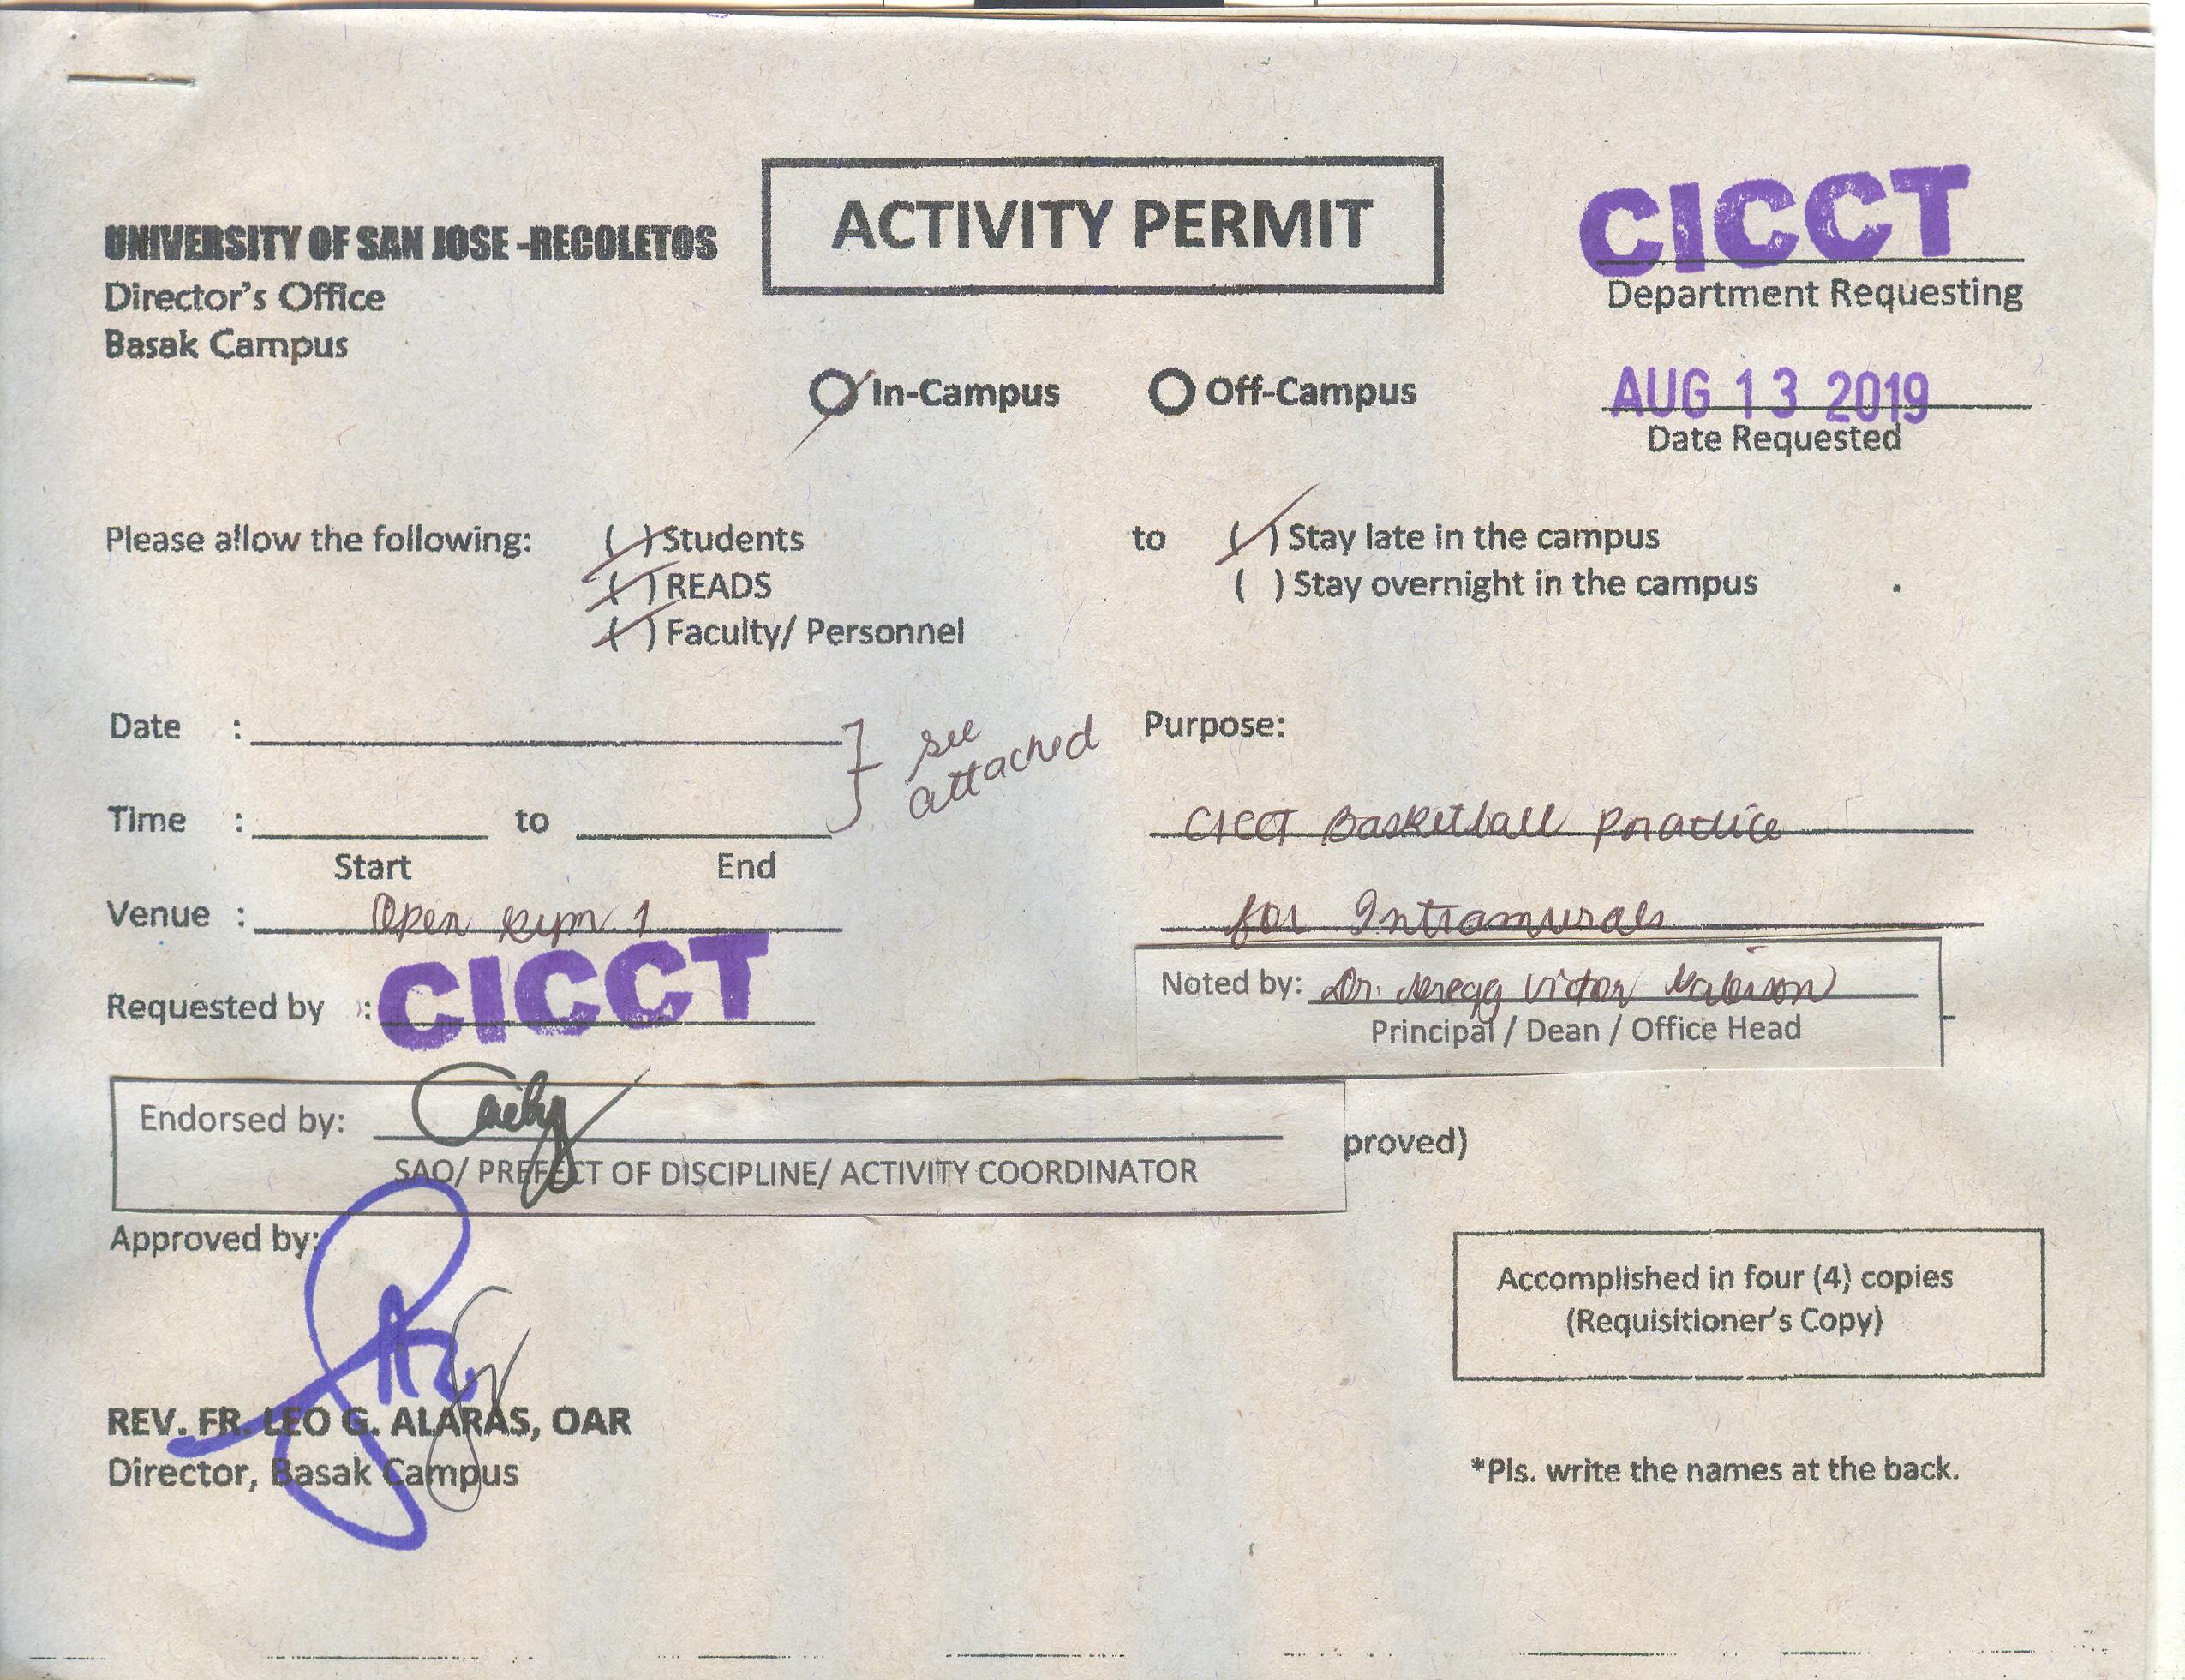 ACTIVITY PERMIT
CICCT
Department Requesting
UNIVERSITY OF SAN JOSE -RECOLETOS
Director's Office
Basak Campus
In-Campus
Off-Campus
AUG 13 2019
Date Requested
Please allow the following: ( ) Students
( ) READS
( ) Faculty/ Personnel
to ( ) Stay late in the campus
( ) Stay overnight in the campus
Date :
Time : to
Start End
see
attached
Venue : Open Gym 1
Requested by : CICCT
Purpose:
CICCT Basketball Practice
for Intramurals
Noted by: Dr. Gregg Victor Gabison
Principal / Dean / Office Head
Endorsed by:
SAO/ PREFECT OF DISCIPLINE/ ACTIVITY COORDINATOR
proved)
Approved by:
REV. FR. LEO G. ALARAS, OAR
Director, Basak Campus
Accomplished in four (4) copies
(Requisitioner's Copy)
*Pls. write the names at the back.